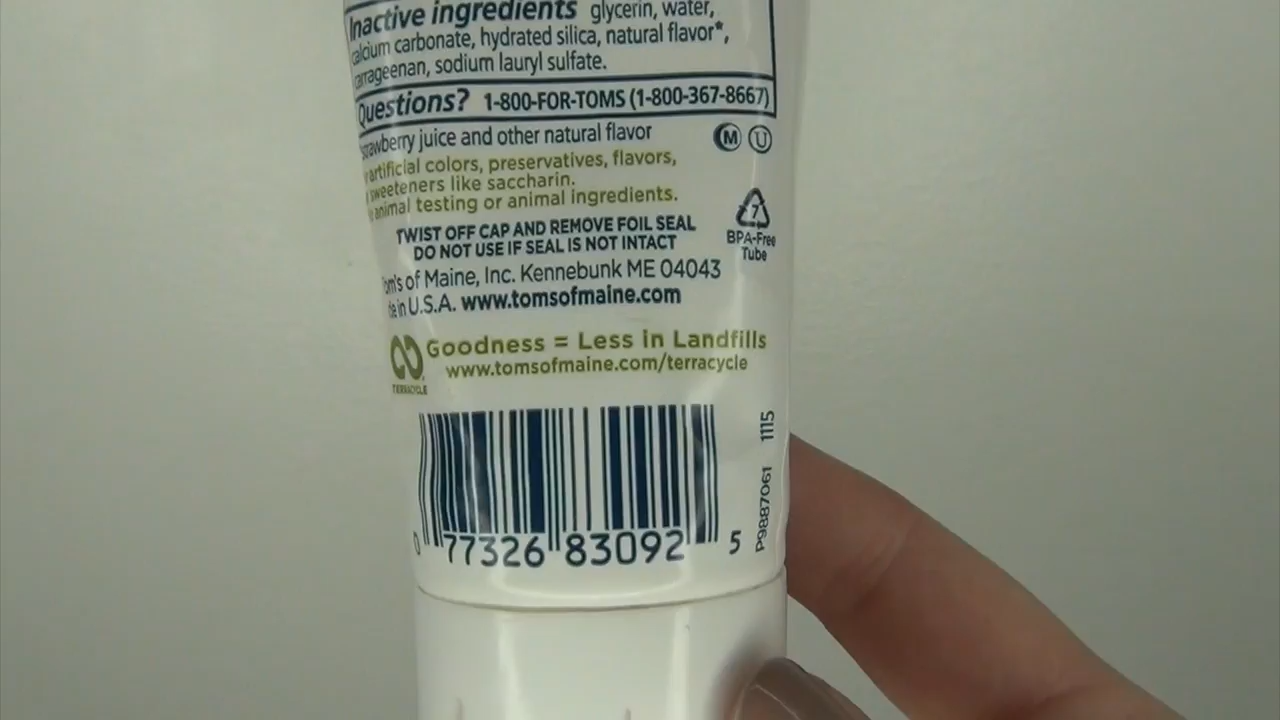 Inactive ingredients glycerin, water,
calcium carbonate, hydrated silica, natural flavor*,
carrageenan, sodium lauryl sulfate.
Questions? 1-800-FOR-TOMS (1-800-367-8667)
strawberry juice and other natural flavor
M U
artificial colors, preservatives, flavors,
sweeteners like saccharin.
animal testing or animal ingredients.
7
BPA-Free
Tube
TWIST OFF CAP AND REMOVE FOIL SEAL
DO NOT USE IF SEAL IS NOT INTACT
Tom's of Maine, Inc. Kennebunk ME 04043
in U.S.A. www.tomsofmaine.com
Goodness = Less in Landfills
www.tomsofmaine.com/terracycle
TERRACYCLE
0 77326 83092 5
P9887061 1115